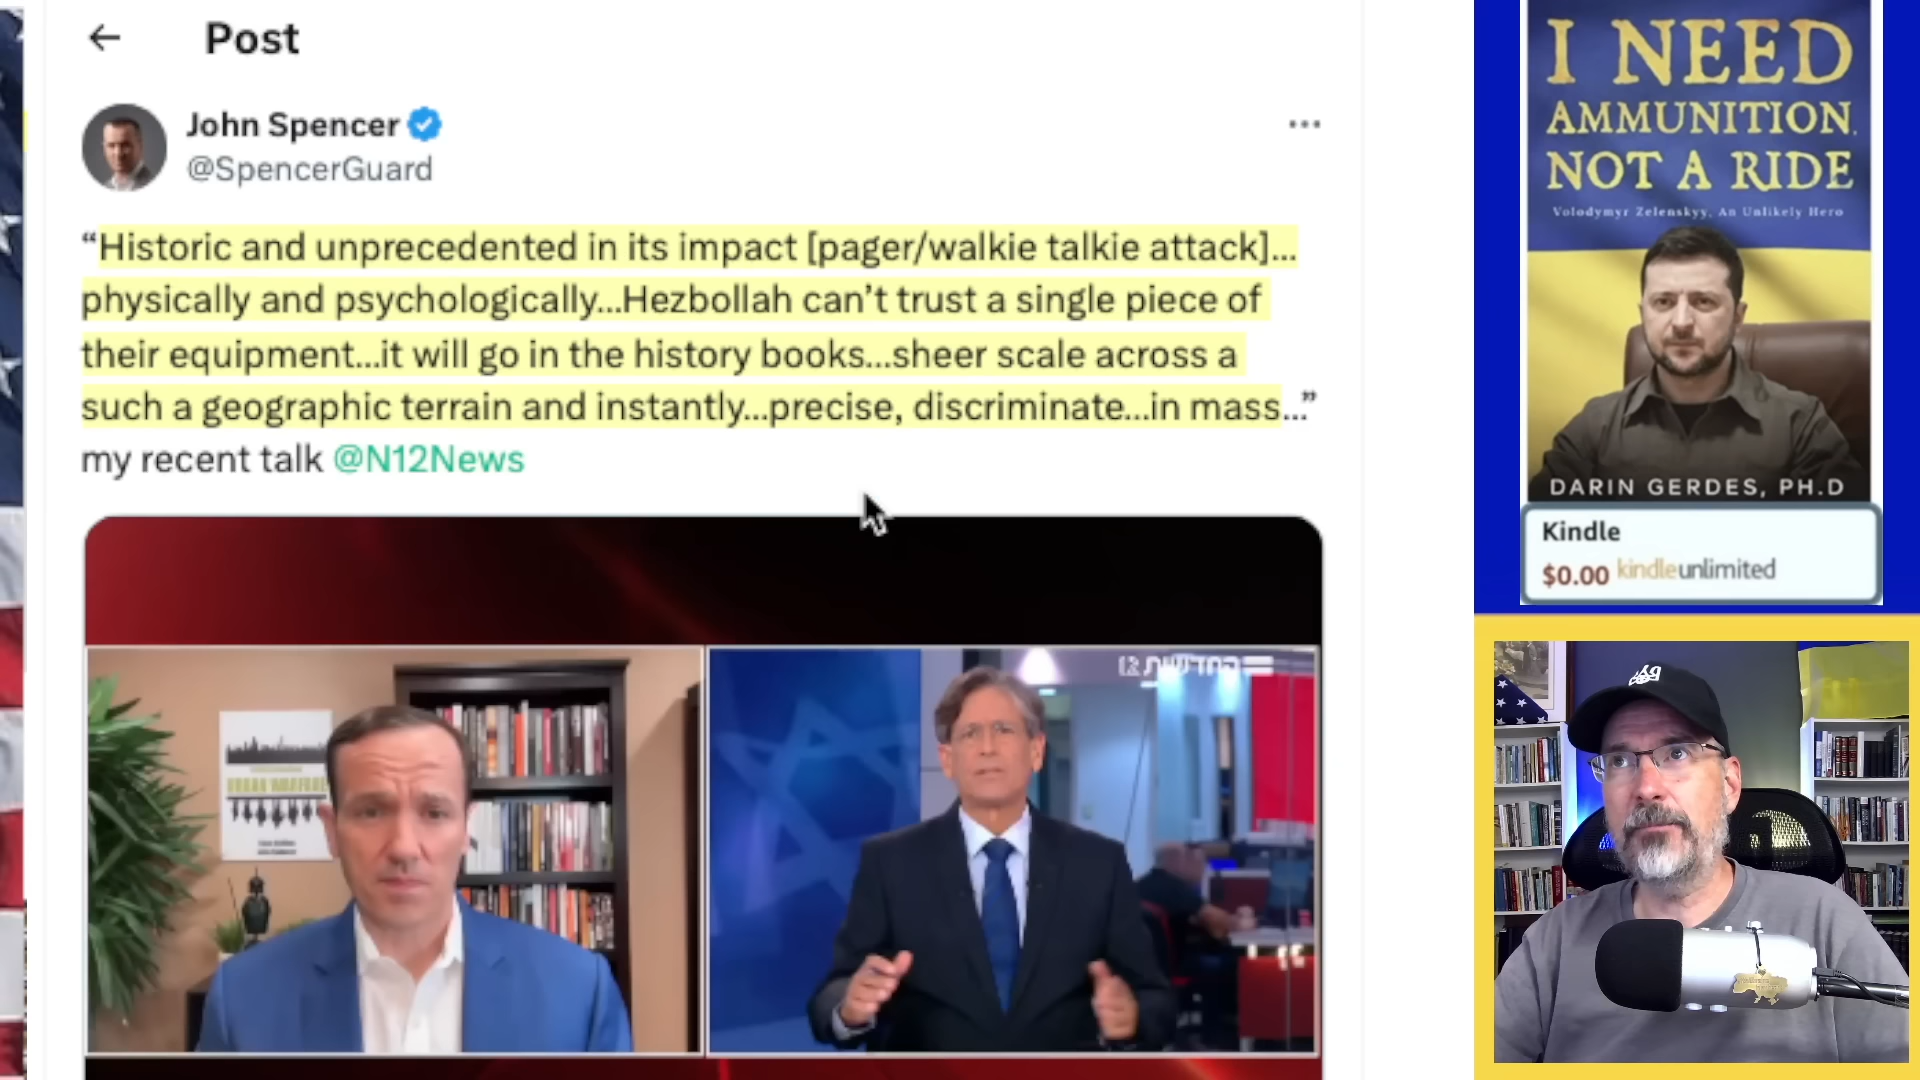 Post
John Spencer
@SpencerGuard
“Historic and unprecedented in its impact [pager/walkie talkie attack]...
physically and psychologically...Hezbollah can’t trust a single piece of
their equipment...it will go in the history books...sheer scale across a
such a geographic terrain and instantly...precise, discriminate...in mass...”
my recent talk @N12News
החדשות 12
I NEED
AMMUNITION,
NOT A RIDE
Volodymyr Zelenskyy, An Unlikely Hero
DARIN GERDES, PH.D
Kindle
$0.00 kindleunlimited